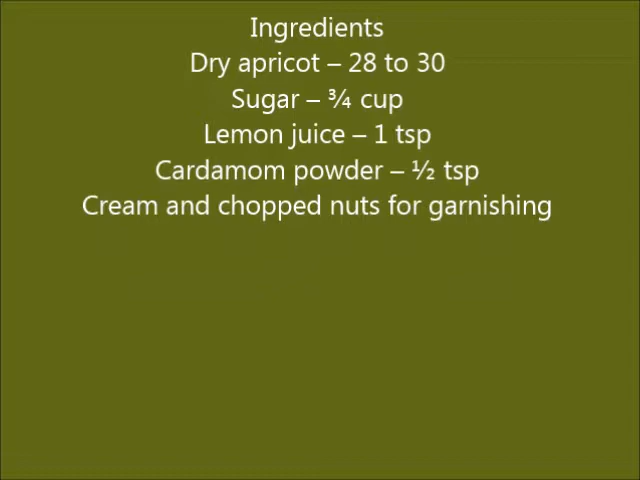 Ingredients
Dry apricot – 28 to 30
Sugar – ¾ cup
Lemon juice – 1 tsp
Cardamom powder – ½ tsp
Cream and chopped nuts for garnishing